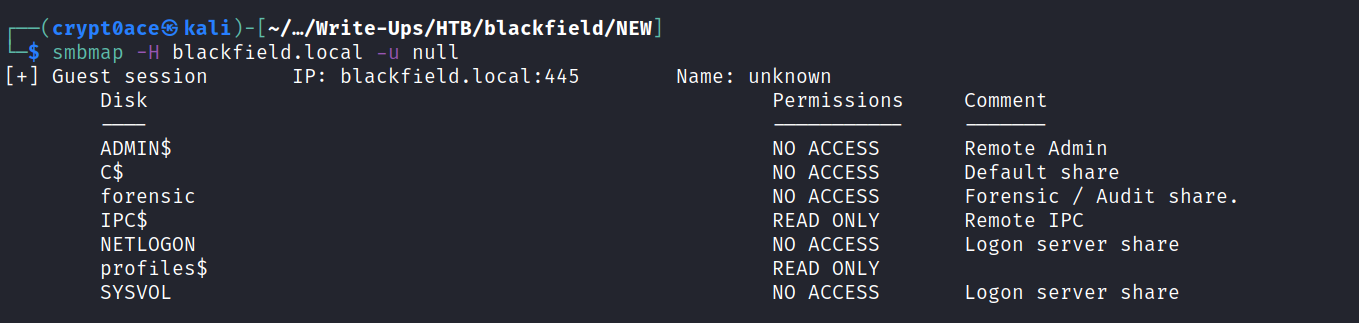 ┌──(crypt0ace㉿kali)-[~/…/Write-Ups/HTB/blackfield/NEW]
└─$ smbmap -H blackfield.local -u null
[+] Guest session IP: blackfield.local:445 Name: unknown
Disk Permissions Comment
---- ----------- -------
ADMIN$ NO ACCESS Remote Admin
C$ NO ACCESS Default share
forensic NO ACCESS Forensic / Audit share.
IPC$ READ ONLY Remote IPC
NETLOGON NO ACCESS Logon server share
profiles$ READ ONLY
SYSVOL NO ACCESS Logon server share